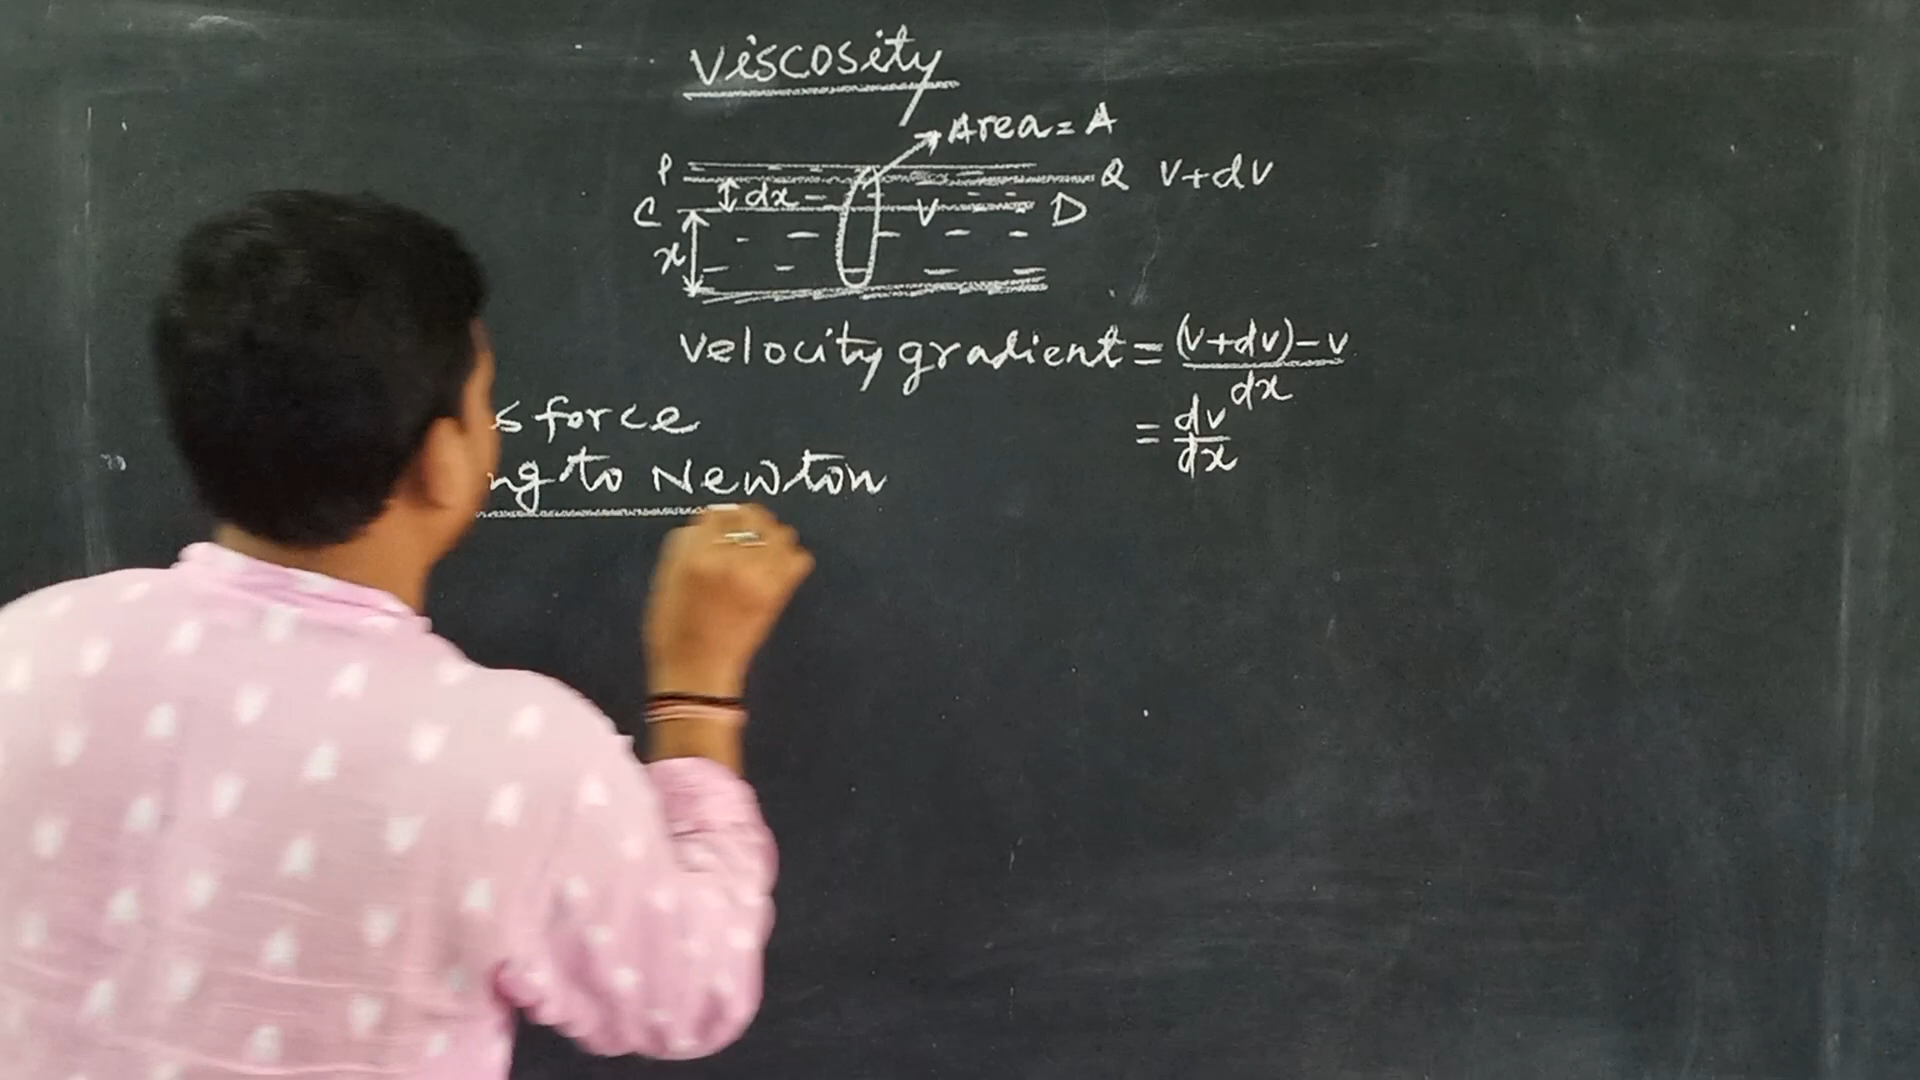 Viscosity
Area = A
P
Q V+dV
dx
C
V
D
x
Velocity gradient = (V+dV)-V
dx
= dV
dx
s force
ng to Newton